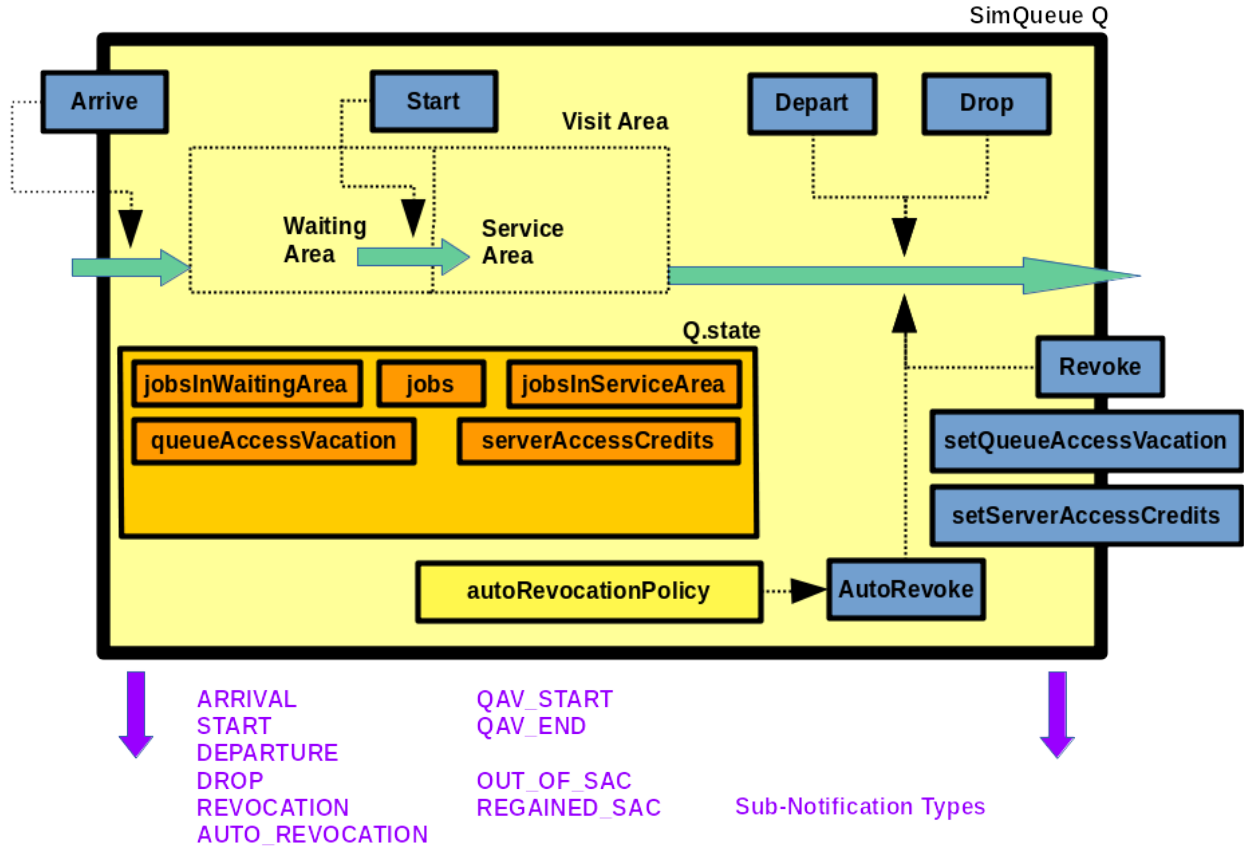 SimQueue Q
Arrive
Start
Depart
Drop
Visit Area
Waiting
Area
Service
Area
Q.state
jobsInWaitingArea
jobs
jobsInServiceArea
queueAccessVacation
serverAccessCredits
Revoke
setQueueAccessVacation
setServerAccessCredits
autoRevocationPolicy
AutoRevoke
ARRIVAL
START
DEPARTURE
DROP
REVOCATION
AUTO_REVOCATION
QAV_START
QAV_END
OUT_OF_SAC
REGAINED_SAC
Sub-Notification Types